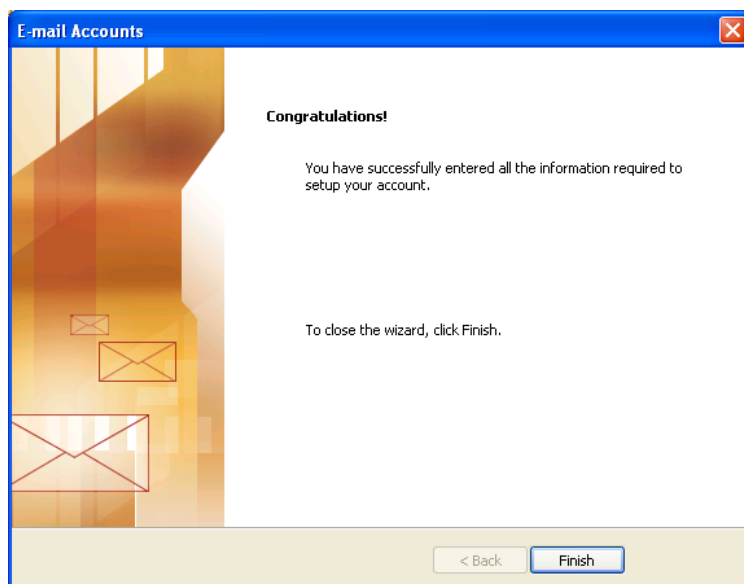 E-mail Accounts
Congratulations!
You have successfully entered all the information required to
setup your account.
To close the wizard, click Finish.
< Back
Finish